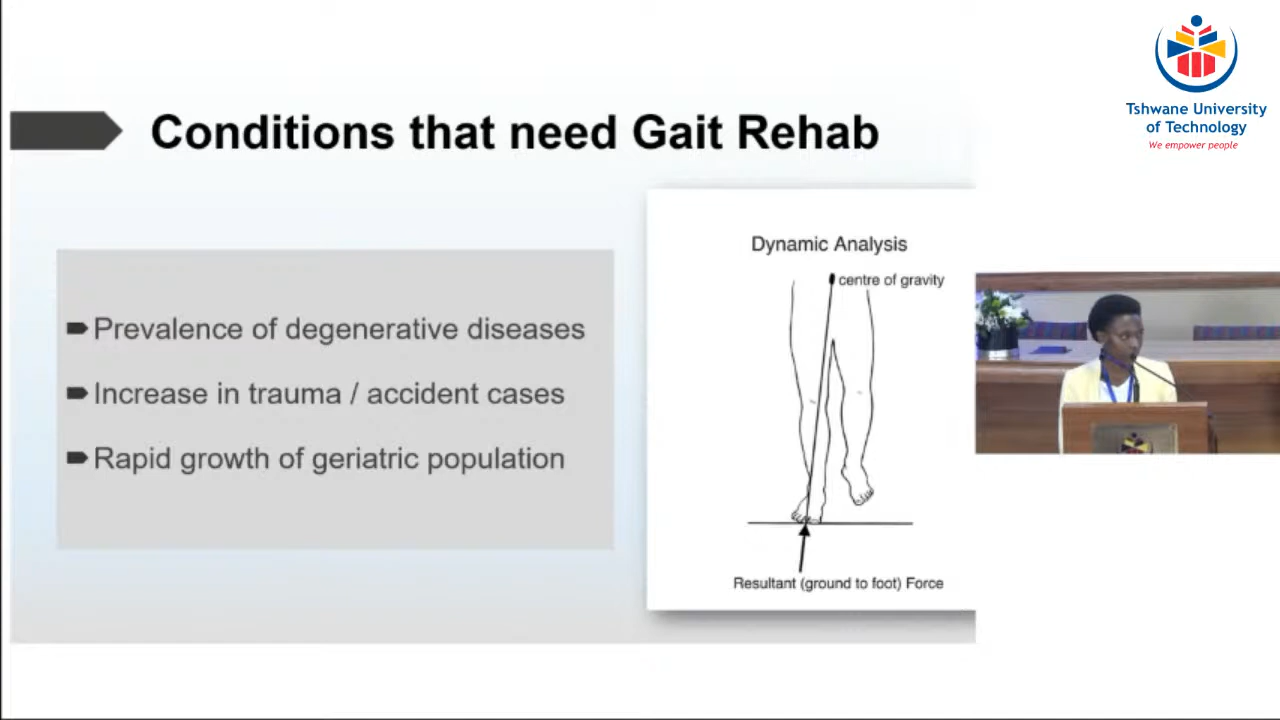 Conditions that need Gait Rehab
Prevalence of degenerative diseases
Increase in trauma / accident cases
Rapid growth of geriatric population
Dynamic Analysis
centre of gravity
Resultant (ground to foot) Force
Tshwane University
of Technology
We empower people